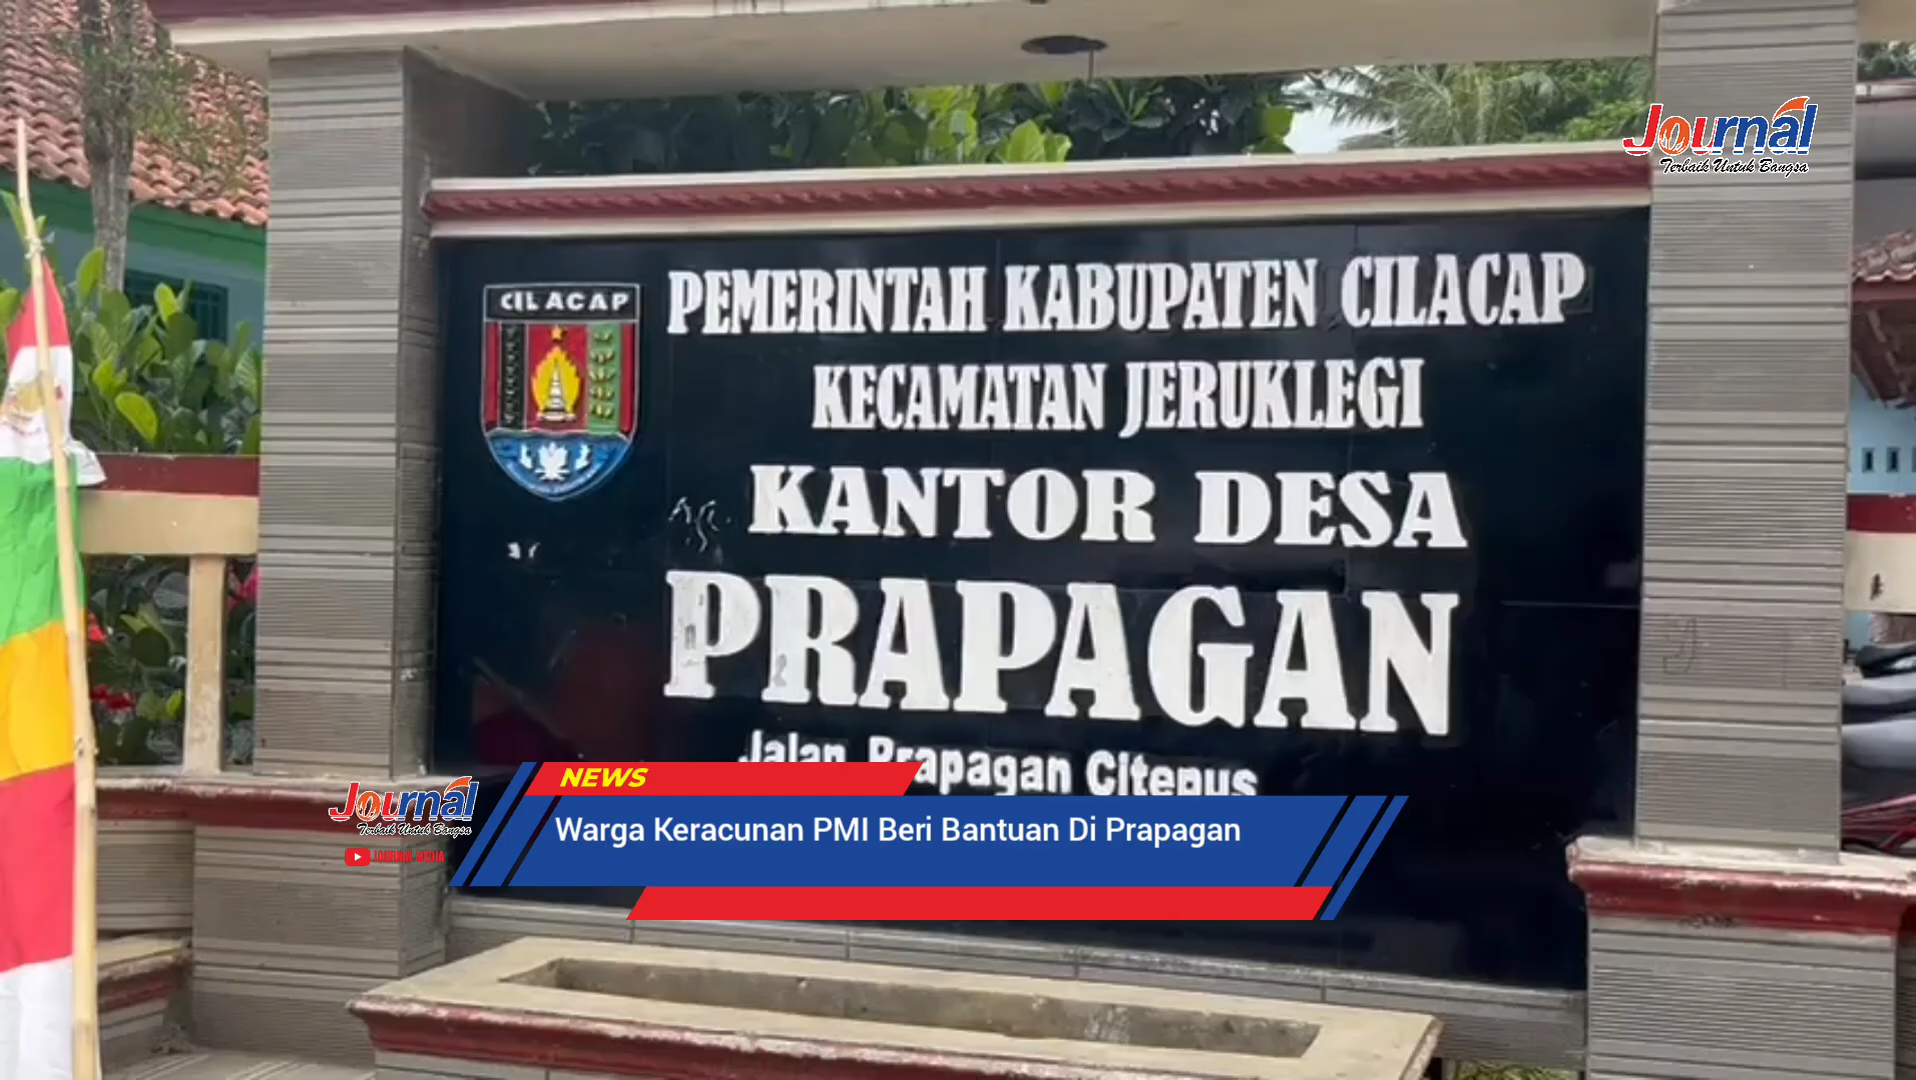 Journal
Terbaik Untuk Bangsa
CILACAP
PEMERINTAH KABUPATEN CILACAP
KECAMATAN JERUKLEGI
KANTOR DESA
PRAPAGAN
Jalan Prapagan Citepus
NEWS
Journal
Terbaik Untuk Bangsa
Warga Keracunan PMI Beri Bantuan Di Prapagan